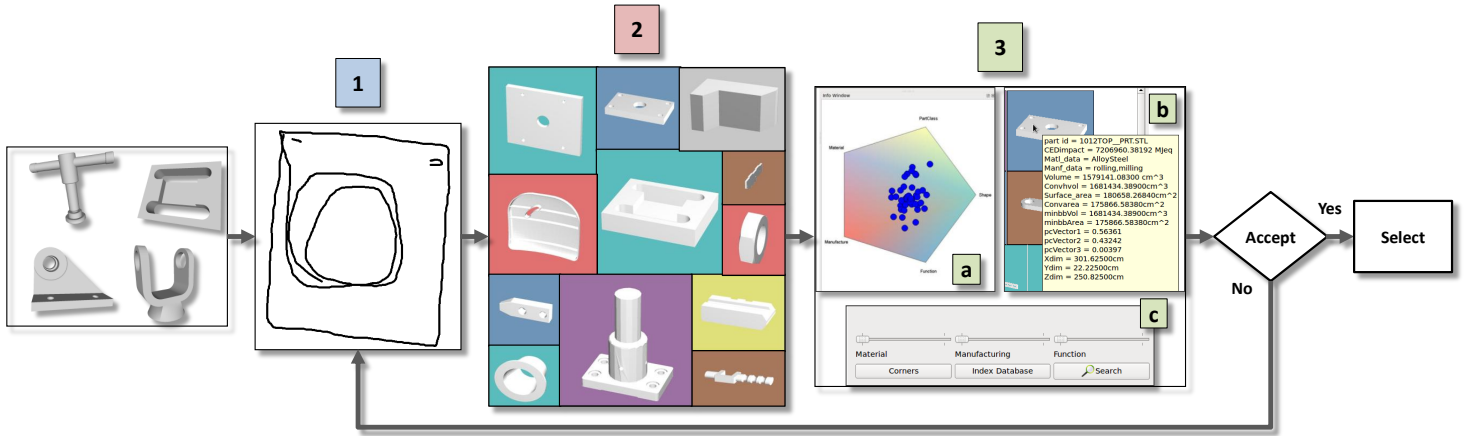 1
2
3
Info Window
PartClass
Material
Shape
Manufacture
Function
a
b
part id = 1012TOP__PRT.STL
CEDimpact = 7206960.38192 MJeq
Matl_data = AlloySteel
Manf_data = rolling,milling
Volume = 1579141.08300 cm^3
Convhvol = 1681434.38900cm^3
Surface_area = 180658.26840cm^2
Convarea = 175866.58380cm^2
minbbVol = 1681434.38900cm^3
minbbArea = 175866.58380cm^2
pcVector1 = 0.56361
pcVector2 = 0.43242
pcVector3 = 0.00397
Xdim = 301.62500cm
Ydim = 22.22500cm
Zdim = 250.82500cm
c
Material Manufacturing Function
Corners Index Database Search
Accept
Yes
No
Select